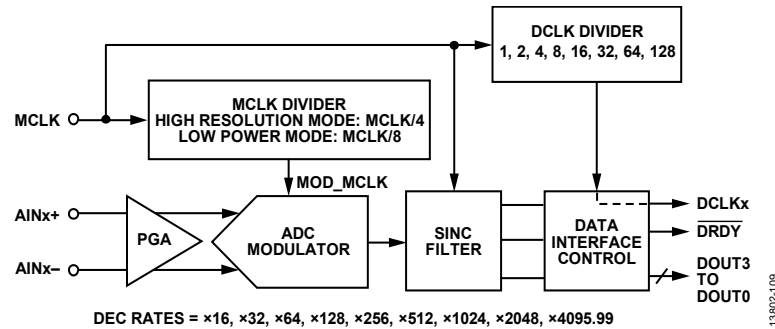 DCLK DIVIDER
1, 2, 4, 8, 16, 32, 64, 128
MCLK
MCLK DIVIDER
HIGH RESOLUTION MODE: MCLK/4
LOW POWER MODE: MCLK/8
MOD_MCLK
AINx+
AINx–
PGA
ADC
MODULATOR
SINC
FILTER
DATA
INTERFACE
CONTROL
DCLKx
DRDY
DOUT3
TO
DOUT0
DEC RATES = ×16, ×32, ×64, ×128, ×256, ×512, ×1024, ×2048, ×4095.99
13802-109